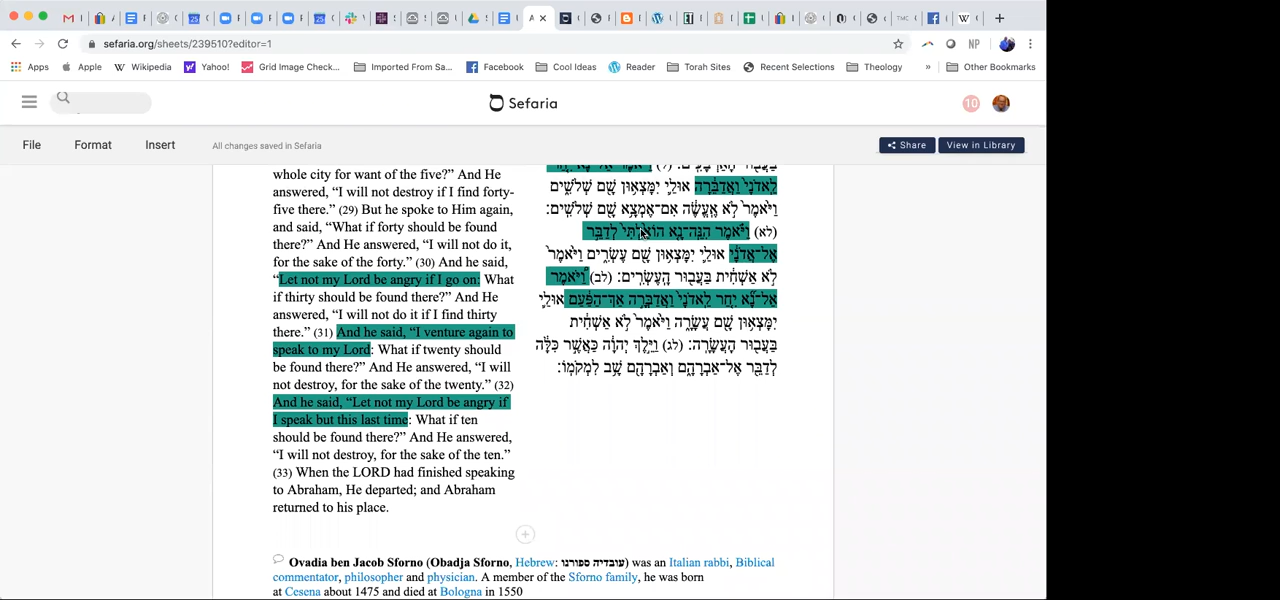 sefaria.org/sheets/239510?editor=1
NP
Apps
Apple
Wikipedia
Yahoo!
Grid Image Check...
Imported From Sa...
Facebook
Cool Ideas
Reader
Torah Sites
Recent Selections
Theology
»
Other Bookmarks
Sefaria
10
File
Format
Insert
All changes saved in Sefaria
Share
View in Library
whole city for want of the five?” And He
answered, “I will not destroy if I find forty-
five there.” (29) But he spoke to Him again,
and said, “What if forty should be found
there?” And He answered, “I will not do it,
for the sake of the forty.” (30) And he said,
“Let not my Lord be angry if I go on: What
if thirty should be found there?” And He
answered, “I will not do it if I find thirty
there.” (31) And he said, “I venture again to
speak to my Lord: What if twenty should
be found there?” And He answered, “I will
not destroy, for the sake of the twenty.” (32)
And he said, “Let not my Lord be angry if
I speak but this last time: What if ten
should be found there?” And He answered,
“I will not destroy, for the sake of the ten.”
(33) When the LORD had finished speaking
to Abraham, He departed; and Abraham
returned to his place.
לַֽאדֹנָי֙ וַאֲדַבֵּ֔רָה אוּלַ֛י יִמָּצְא֥וּן שָׁ֖ם שְׁלֹשִׁ֑ים
וַיֹּ֙אמֶר֙ לֹ֣א אֶֽעֱשֶׂ֔ה אִם־אֶמְצָ֥א שָׁ֖ם שְׁלֹשִֽׁים׃
(לא) וַיֹּ֗אמֶר הִנֵּֽה־נָ֤א הוֹאַ֙לְתִּי֙ לְדַבֵּ֣ר
אֶל־אֲדֹנָ֔י אוּלַ֛י יִמָּצְא֥וּן שָׁ֖ם עֶשְׂרִ֑ים וַיֹּ֙אמֶר֙
לֹ֣א אַשְׁחִ֔ית בַּעֲב֖וּר הָֽעֶשְׂרִֽים׃ (לב) וַ֠יֹּאמֶר
אַל־נָ֞א יִ֤חַר לַֽאדֹנָי֙ וַאֲדַבְּרָ֣ה אַךְ־הַפַּ֔עַם אוּלַ֛י
יִמָּצְא֥וּן שָׁ֖ם עֲשָׂרָ֑ה וַיֹּ֙אמֶר֙ לֹ֣א אַשְׁחִ֔ית
בַּעֲב֖וּר הָעֲשָׂרָֽה׃ (לג) וַיֵּ֣לֶךְ יְהוָ֔ה כַּאֲשֶׁ֣ר כִּלָּ֔ה
לְדַבֵּ֖ר אֶל־אַבְרָהָ֑ם וְאַבְרָהָ֖ם שָׁ֥ב לִמְקֹמֽוֹ׃
Ovadia ben Jacob Sforno (Obadja Sforno, Hebrew: עובדיה ספורנו) was an Italian rabbi, Biblical
commentator, philosopher and physician. A member of the Sforno family, he was born
at Cesena about 1475 and died at Bologna in 1550